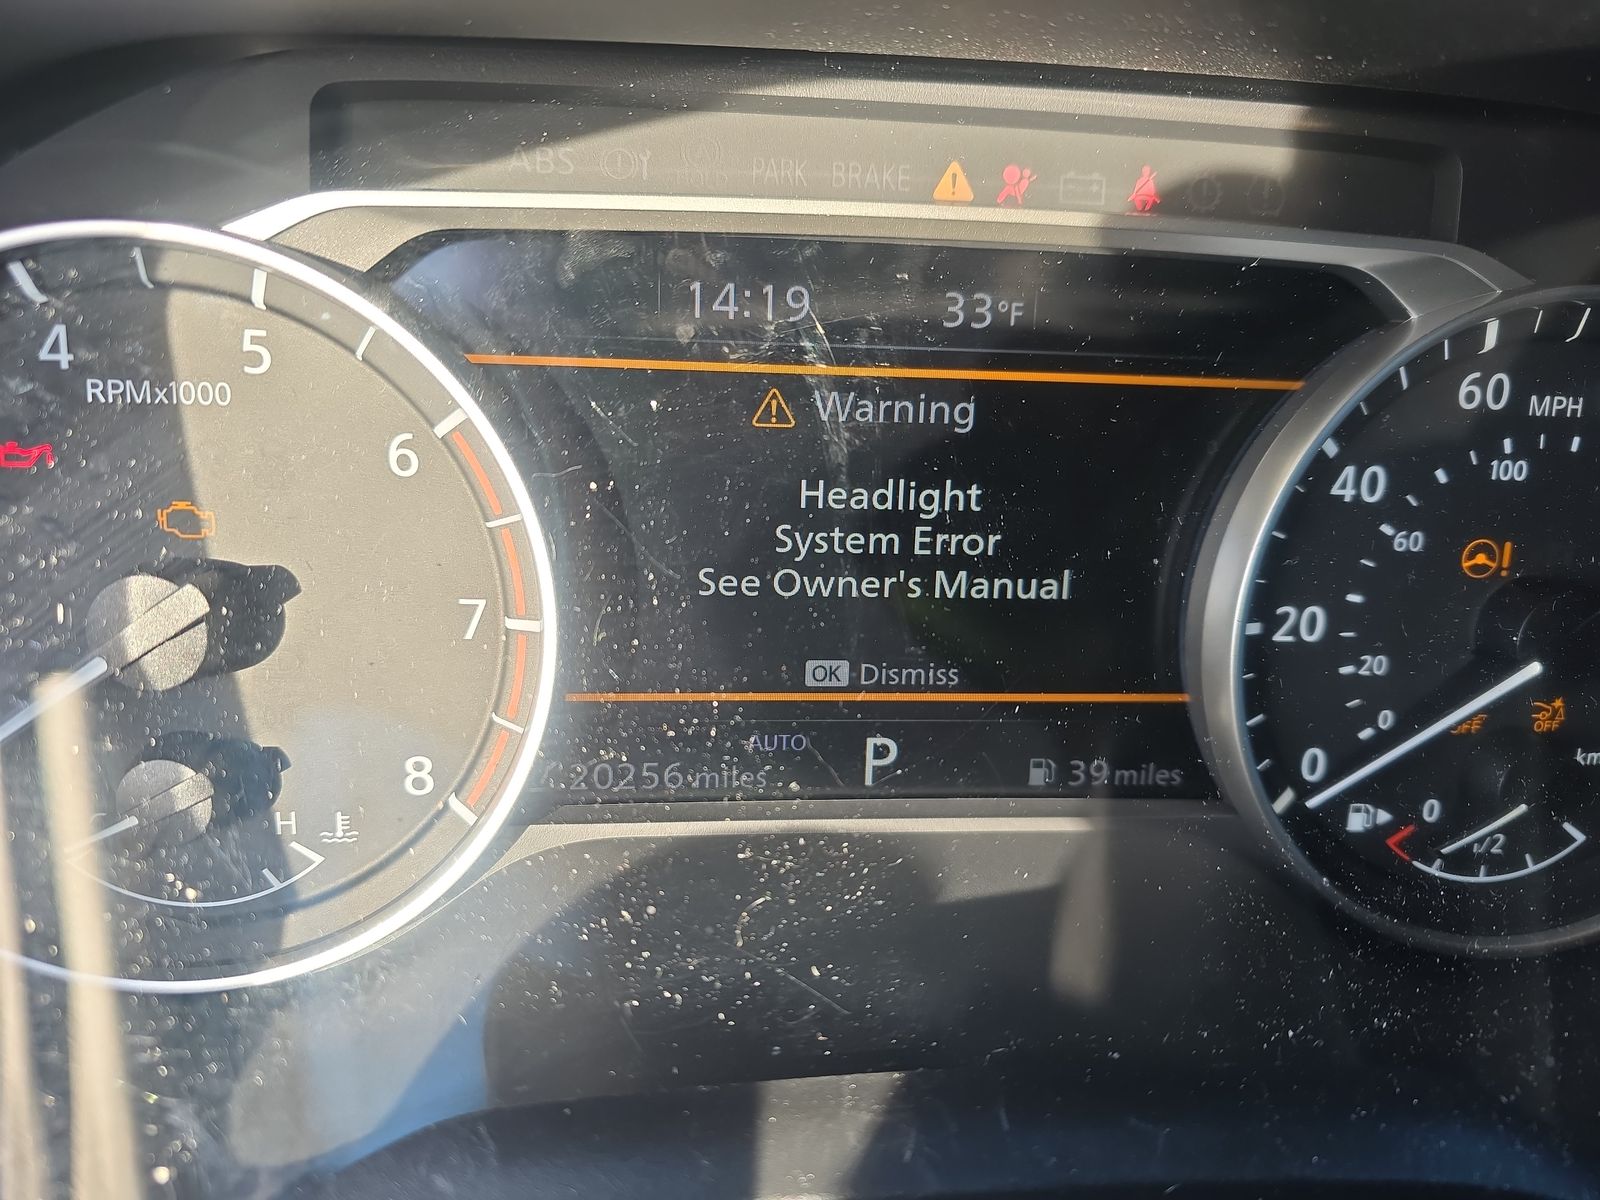 ABS
HOLD
PARK BRAKE
14:19 33°F
Warning
Headlight
System Error
See Owner's Manual
OK Dismiss
AUTO
P
20256 miles
39 miles
4
5
RPMx1000
6
7
8
H
60 MPH
100
40
60
20
20
0
0
OFF
0
1/2